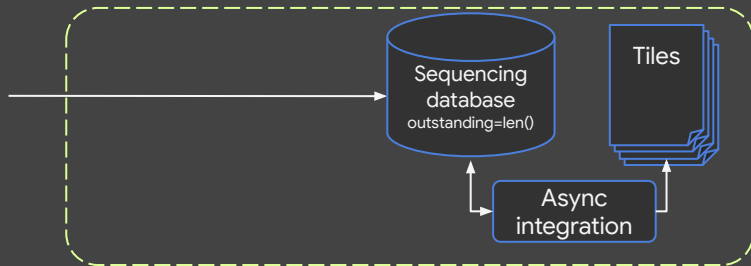 Sequencing
database
outstanding=len()
Tiles
Async
integration